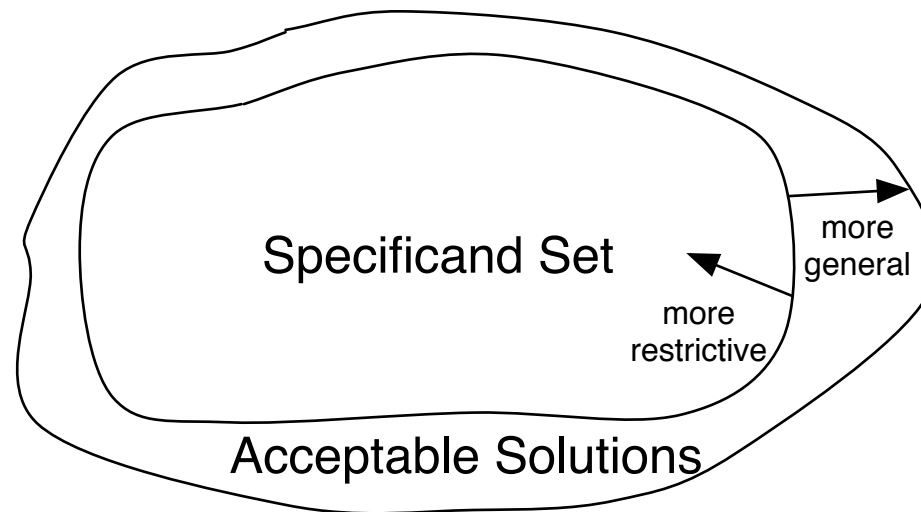 more
general
Specificand Set
more
restrictive
Acceptable Solutions